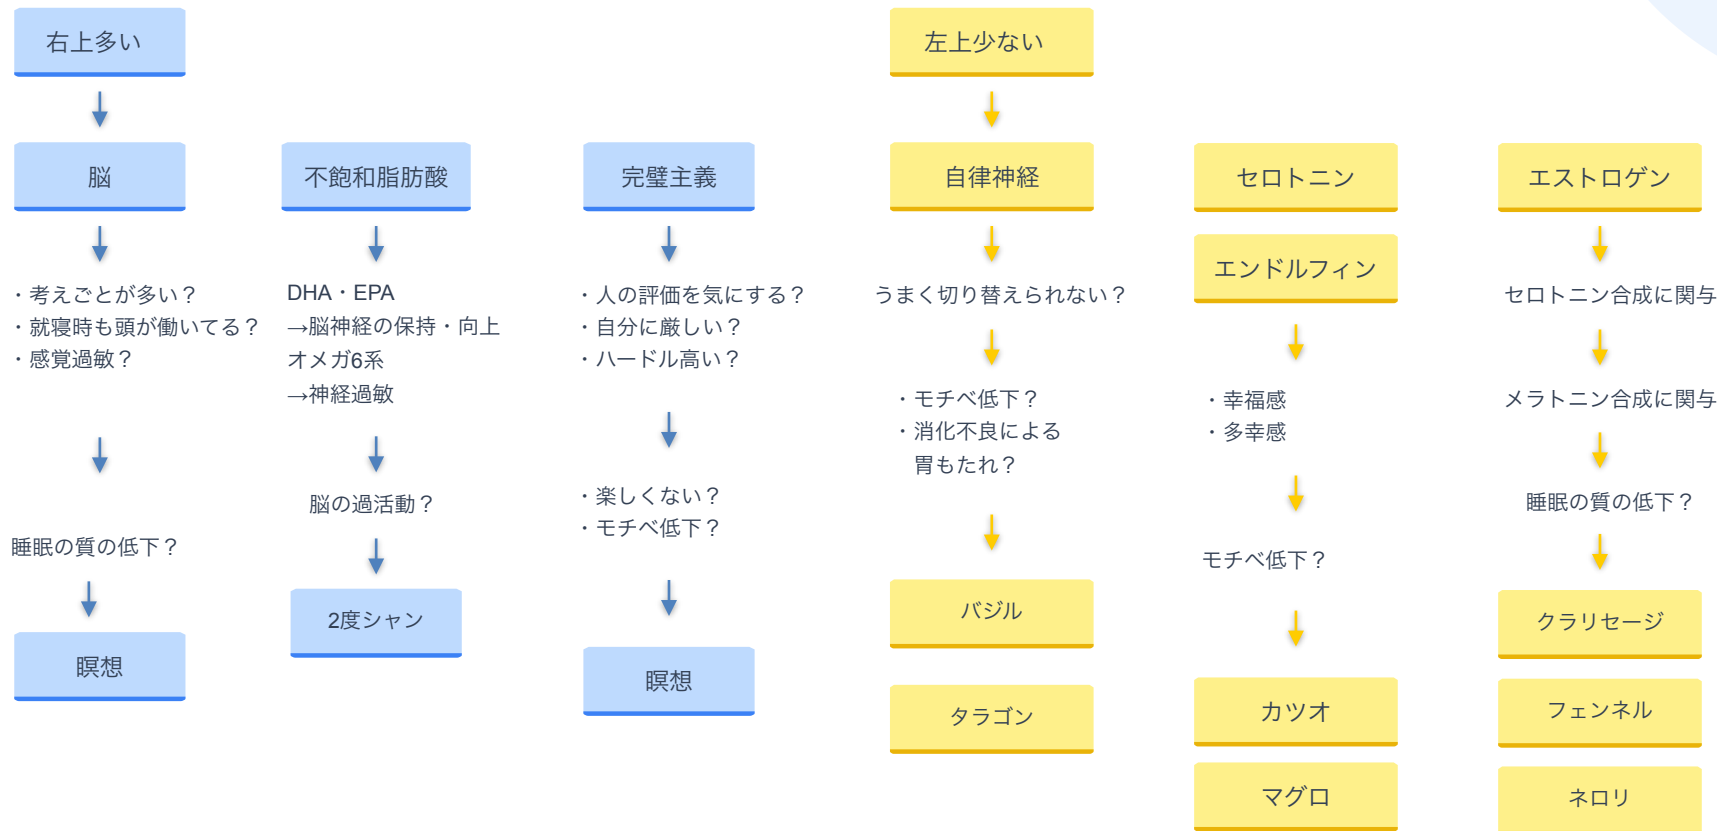 右上多い
脳
・考えごとが多い？
・就寝時も頭が働いてる？
・感覚過敏？
睡眠の質の低下？
瞑想
不飽和脂肪酸
DHA・EPA
→脳神経の保持・向上
オメガ6系
→神経過敏
脳の過活動？
2度シャン
完璧主義
・人の評価を気にする？
・自分に厳しい？
・ハードル高い？
・楽しくない？
・モチベ低下？
瞑想
左上少ない
自律神経
うまく切り替えられない？
・モチベ低下？
・消化不良による
胃もたれ？
バジル
タラゴン
セロトニン
エンドルフィン
・幸福感
・多幸感
モチベ低下？
カツオ
マグロ
エストロゲン
セロトニン合成に関与
メラトニン合成に関与
睡眠の質の低下？
クラリセージ
フェンネル
ネロリ